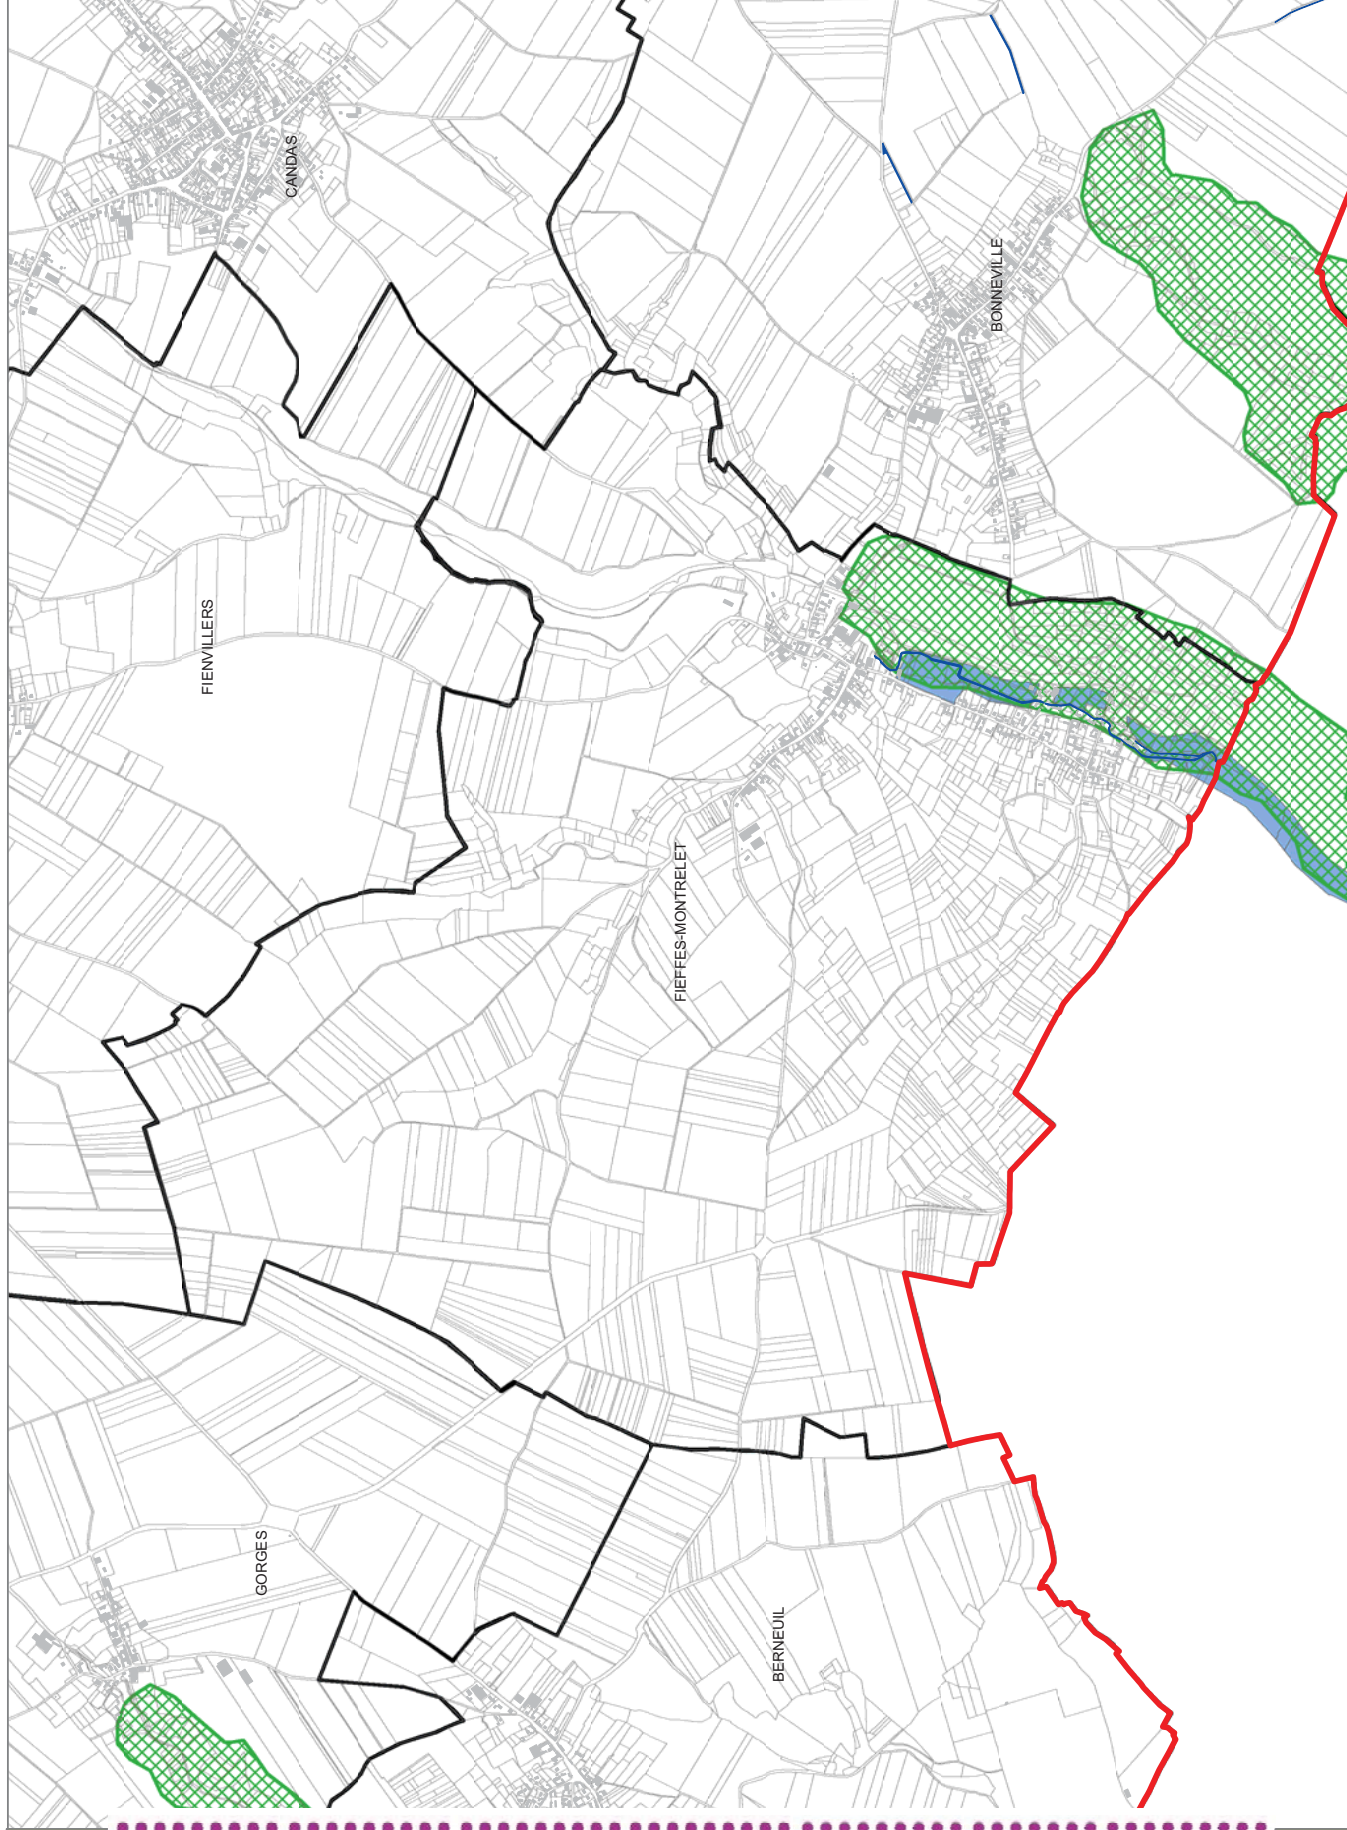 CANDAS
BONNEVILLE
FIENVILLERS
FIEFFES-MONTRELET
GORGES
BERNEUIL